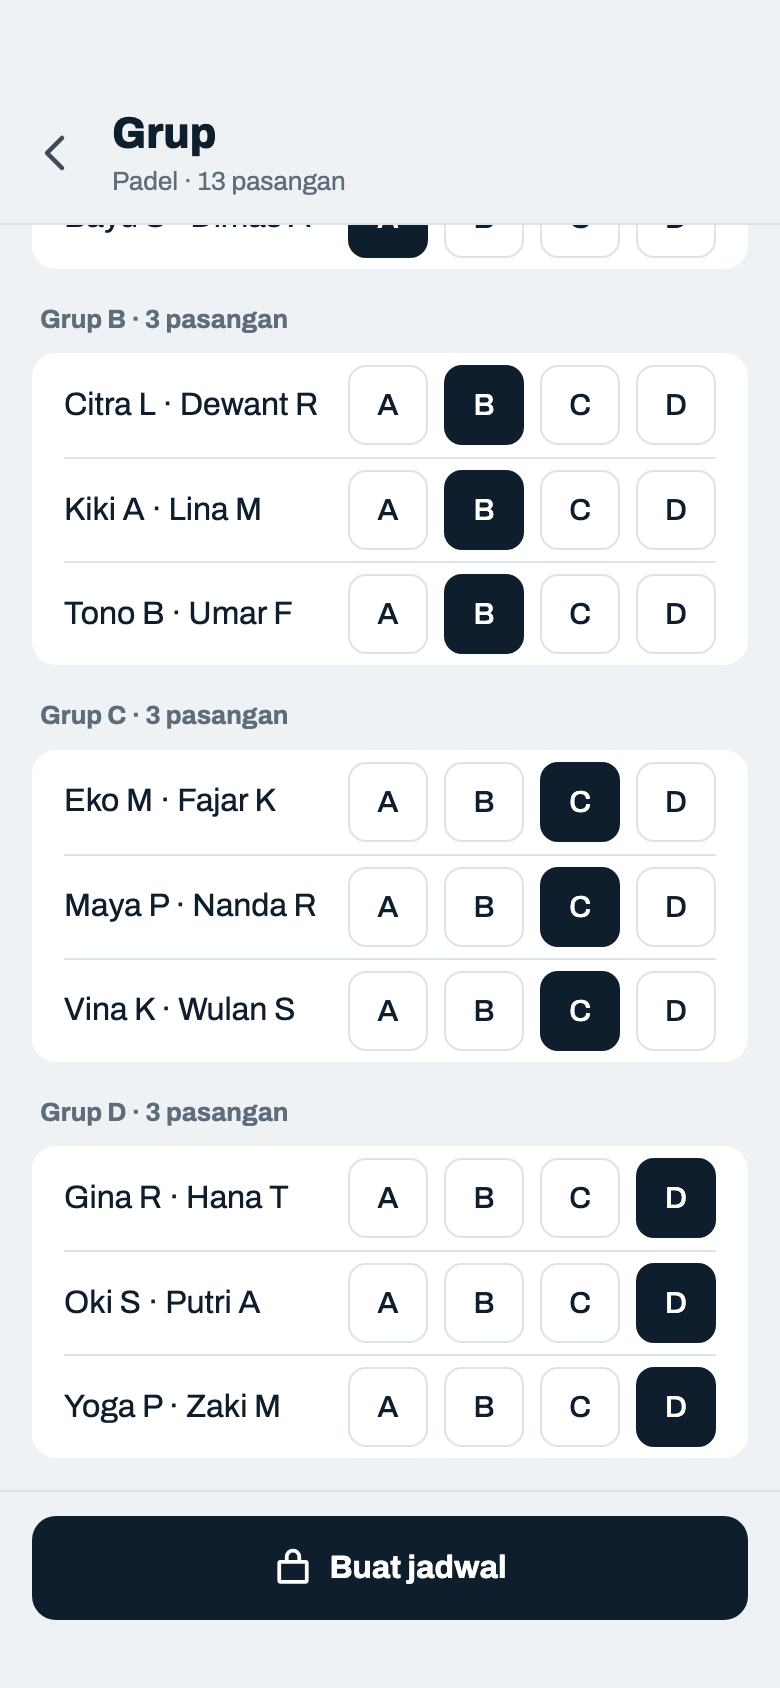 Grup
Padel · 13 pasangan
Grup B · 3 pasangan
Citra L · Dewant R A B C D
Kiki A · Lina M A B C D
Tono B · Umar F A B C D
Grup C · 3 pasangan
Eko M · Fajar K A B C D
Maya P · Nanda R A B C D
Vina K · Wulan S A B C D
Grup D · 3 pasangan
Gina R · Hana T A B C D
Oki S · Putri A A B C D
Yoga P · Zaki M A B C D
Buat jadwal